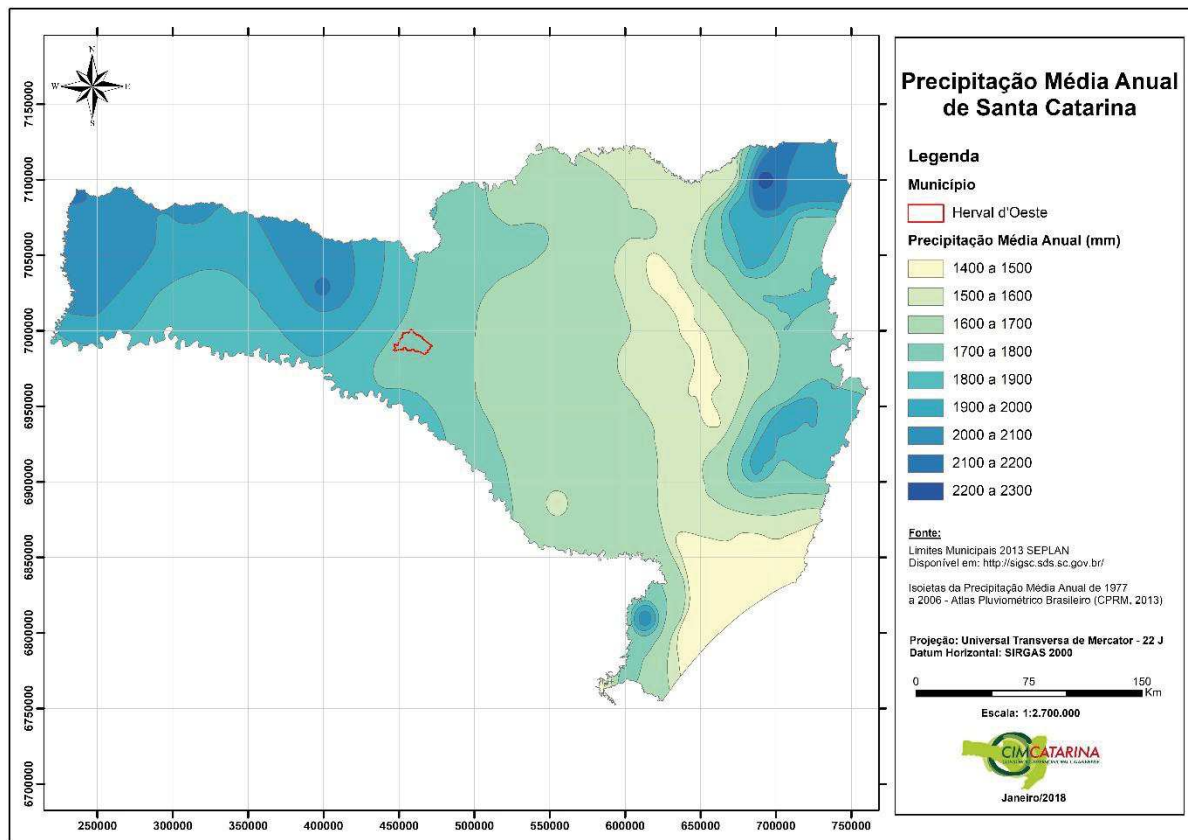 N
W
E
S
7150000
7100000
7050000
7000000
6950000
6900000
6850000
6800000
6750000
6700000
250000
300000
350000
400000
450000
500000
550000
600000
650000
700000
750000
Precipitação Média Anual
de Santa Catarina
Legenda
Município
Herval d'Oeste
Precipitação Média Anual (mm)
1400 a 1500
1500 a 1600
1600 a 1700
1700 a 1800
1800 a 1900
1900 a 2000
2000 a 2100
2100 a 2200
2200 a 2300
Fonte:
Limites Municipais 2013 SEPLAN
Disponível em: http://sigsc.sds.sc.gov.br/
Isoietas da Precipitação Média Anual de 1977
a 2006 - Atlas Pluviométrico Brasileiro (CPRM, 2013)
Projeção: Universal Transversa de Mercator - 22 J
Datum Horizontal: SIRGAS 2000
0
75
150
Km
Escala: 1:2.700.000
CIMCATARINA
Janeiro/2018